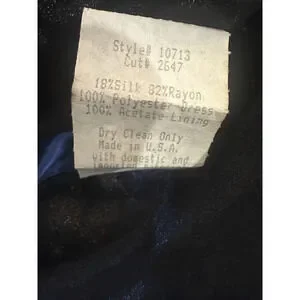 Style# 10713
Cut# 2647
18%Silk 82%Rayon
100% Polyester Dress
100% Acetate Lining
Dry Clean Only
Made in U.S.A.
with domestic and